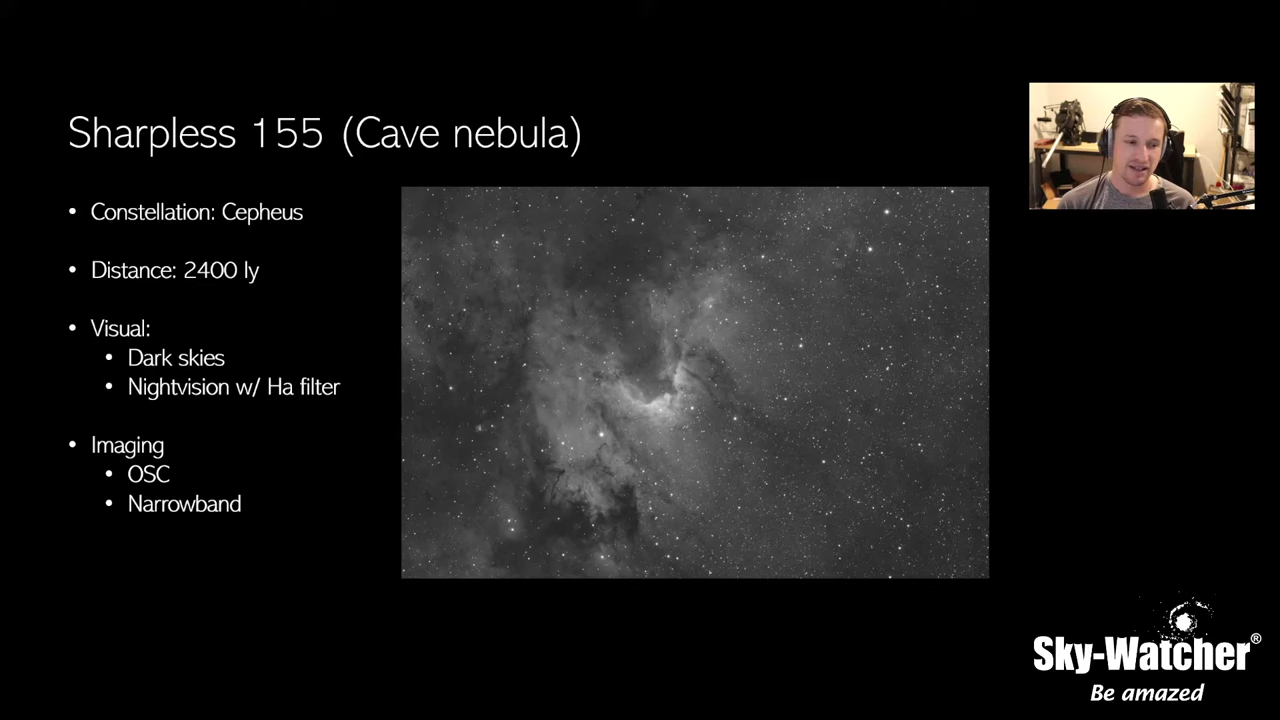 Sharpless 155 (Cave nebula)
• Constellation: Cepheus
• Distance: 2400 ly
• Visual:
• Dark skies
• Nightvision w/ Ha filter
• Imaging
• OSC
• Narrowband
Sky-Watcher®
Be amazed